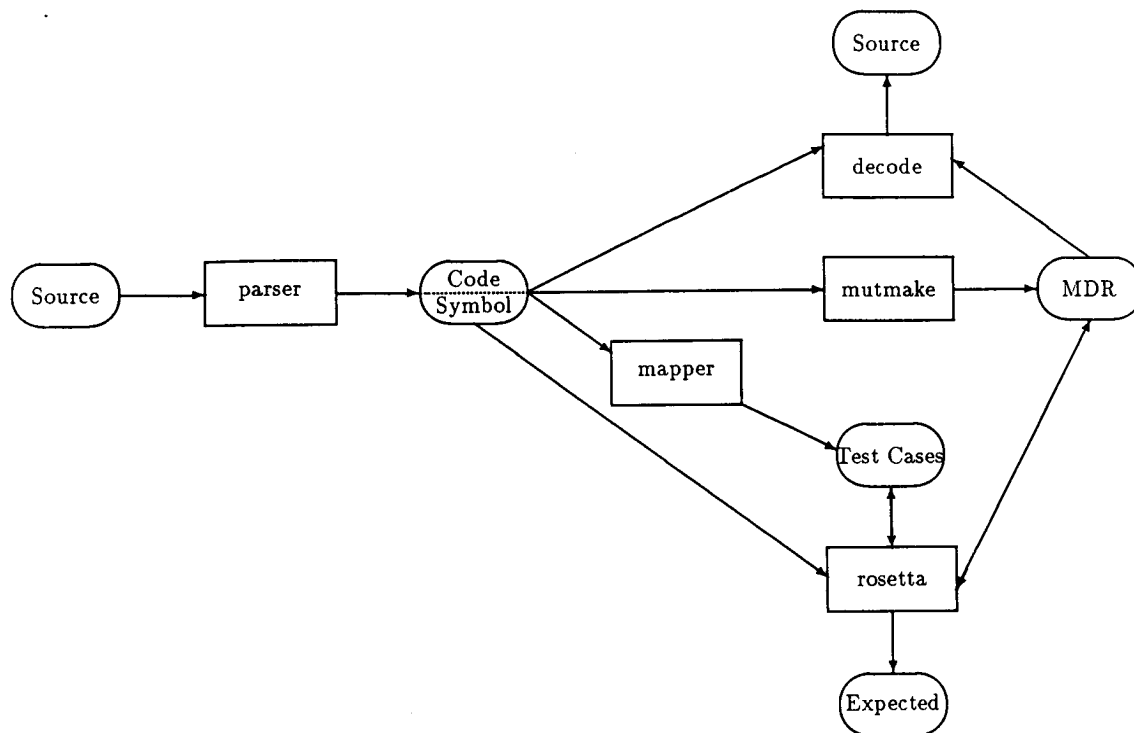 Source
decode
Source
parser
Code
Symbol
mutmake
MDR
mapper
Test Cases
rosetta
Expected